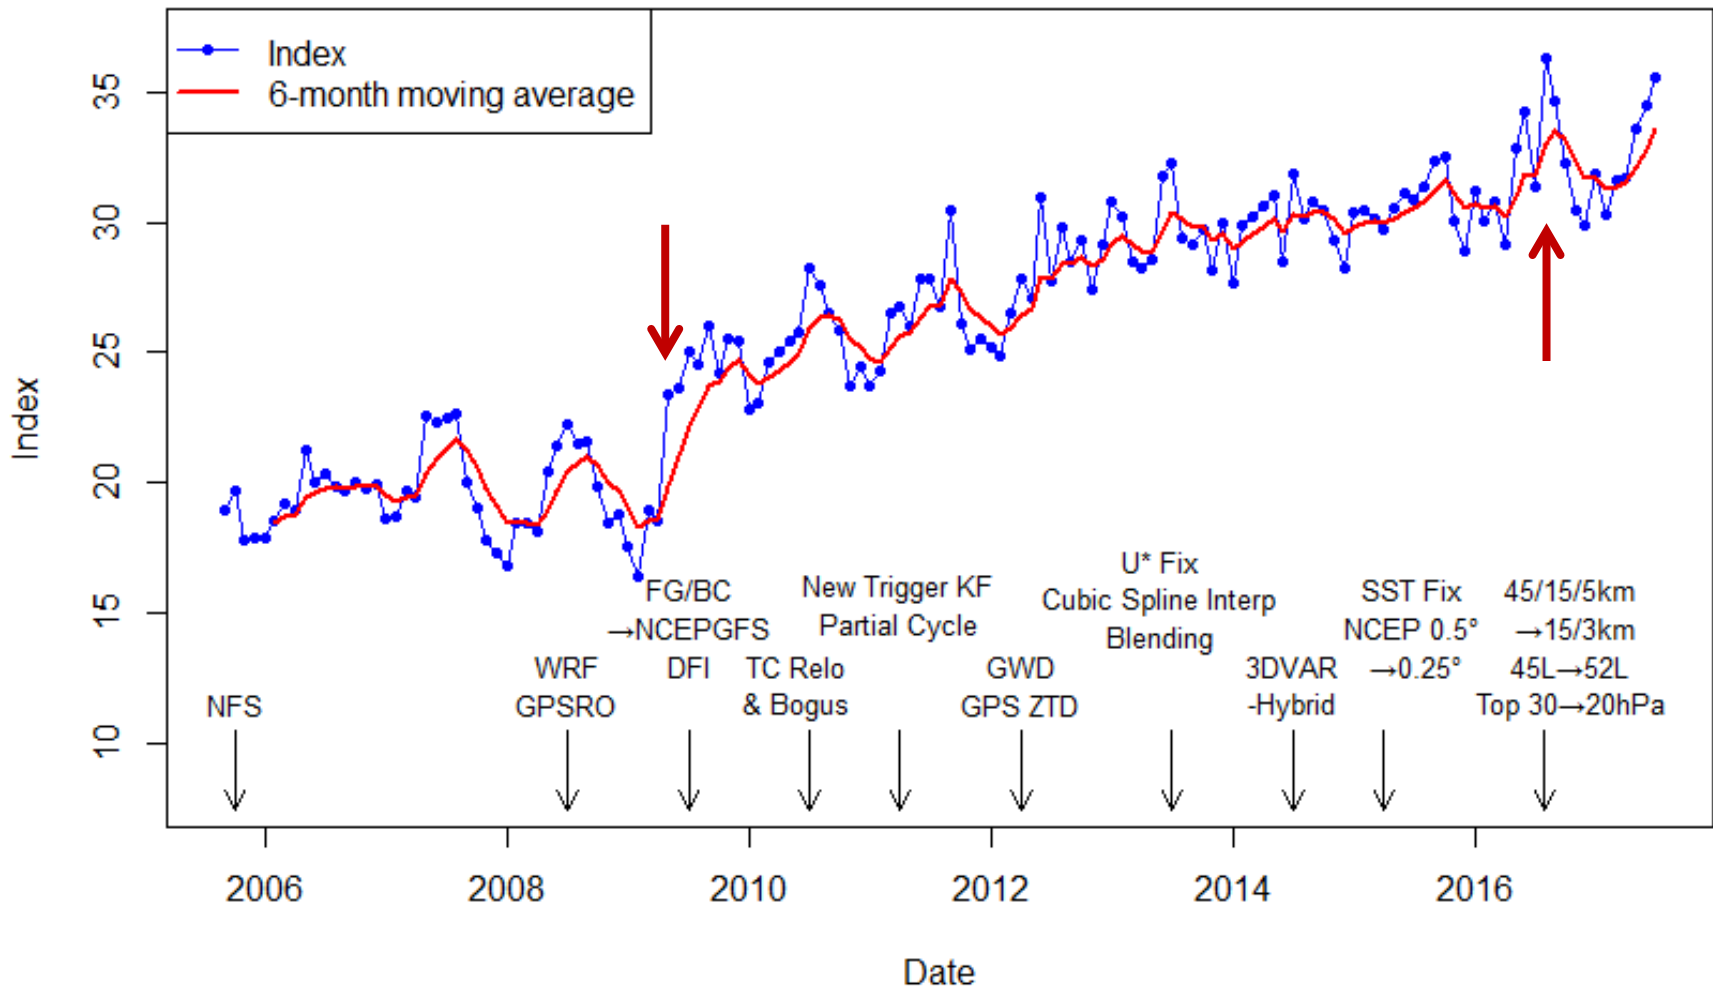 Index
6-month moving average
35
30
25
20
15
10
Index
NFS
WRF
GPSRO
FG/BC
→NCEPGFS
DFI
TC Relo
& Bogus
New Trigger KF
Partial Cycle
GWD
GPS ZTD
U* Fix
Cubic Spline Interp
Blending
3DVAR
-Hybrid
SST Fix
NCEP 0.5°
→0.25°
45/15/5km
→15/3km
45L→52L
Top 30→20hPa
2006
2008
2010
2012
2014
2016
Date